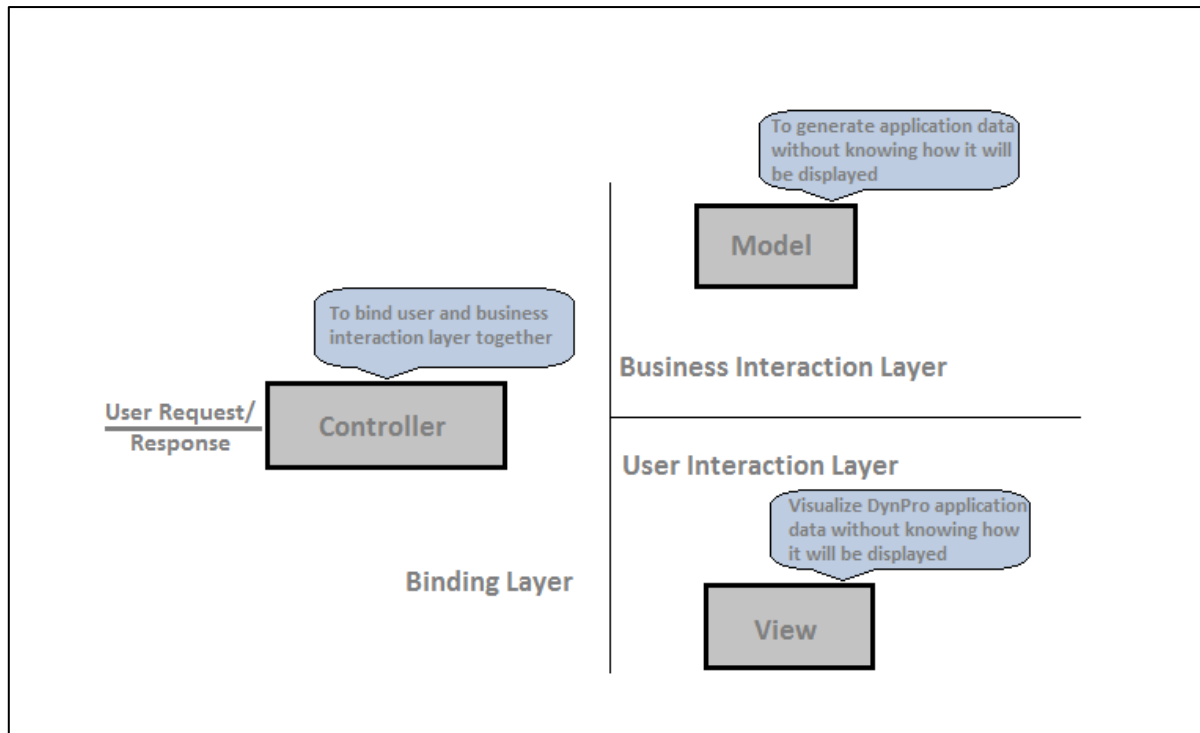 To generate application data
without knowing how it will
be displayed
Model
Business Interaction Layer
To bind user and business
interaction layer together
Controller
User Request/
Response
Binding Layer
User Interaction Layer
Visualize DynPro application
data without knowing how
it will be displayed
View